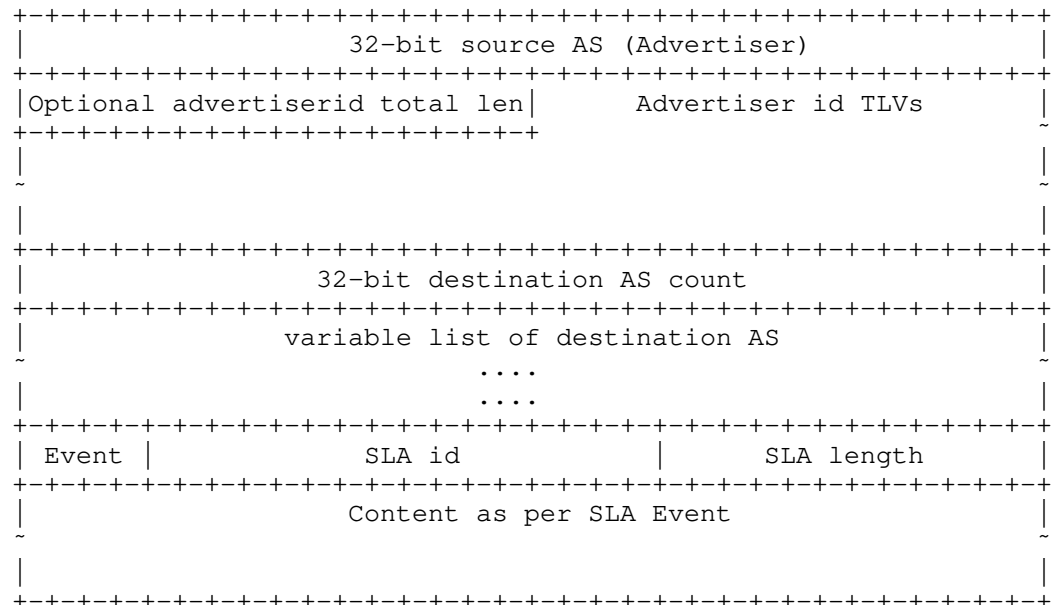 +-+-+-+-+-+-+-+-+-+-+-+-+-+-+-+-+-+-+-+-+-+-+-+-+-+-+-+-+-+-+-+-+
|                    32-bit source AS (Advertiser)              |
+-+-+-+-+-+-+-+-+-+-+-+-+-+-+-+-+-+-+-+-+-+-+-+-+-+-+-+-+-+-+-+-+
|Optional advertiserid total len|      Advertiser id TLVs       |
+-+-+-+-+-+-+-+-+-+-+-+-+-+-+-+-+                               ~
|                                                               |
~                                                               ~
|                                                               |
+-+-+-+-+-+-+-+-+-+-+-+-+-+-+-+-+-+-+-+-+-+-+-+-+-+-+-+-+-+-+-+-+
|                  32-bit destination AS count                  |
+-+-+-+-+-+-+-+-+-+-+-+-+-+-+-+-+-+-+-+-+-+-+-+-+-+-+-+-+-+-+-+-+
|                variable list of destination AS                |
~                            ....                               ~
|                            ....                               |
+-+-+-+-+-+-+-+-+-+-+-+-+-+-+-+-+-+-+-+-+-+-+-+-+-+-+-+-+-+-+-+-+
| Event |             SLA id            |      SLA length       |
+-+-+-+-+-+-+-+-+-+-+-+-+-+-+-+-+-+-+-+-+-+-+-+-+-+-+-+-+-+-+-+-+
|                    Content as per SLA Event                   |
~                                                               ~
|                                                               |
+-+-+-+-+-+-+-+-+-+-+-+-+-+-+-+-+-+-+-+-+-+-+-+-+-+-+-+-+-+-+-+-+